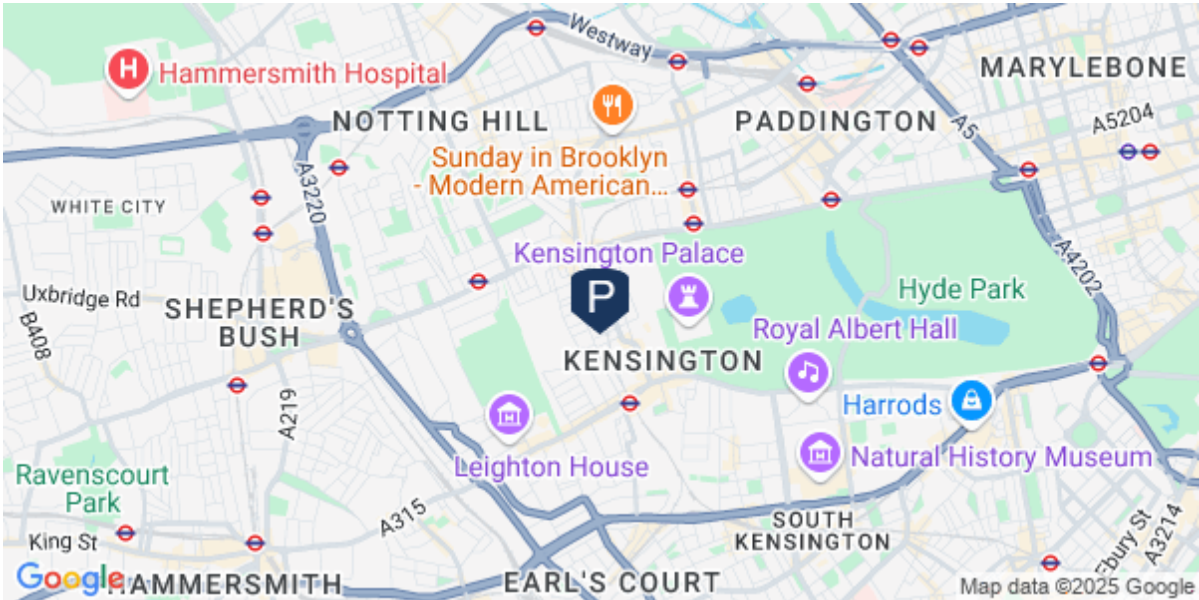 Westway
MARYLEBONE
H
Hammersmith Hospital
NOTTING HILL
PADDINGTON
A5
A5204
Sunday in Brooklyn
- Modern American...
A3220
WHITE CITY
Kensington Palace
A4202
Uxbridge Rd
SHEPHERD'S
BUSH
P
Hyde Park
B408
Royal Albert Hall
KENSINGTON
A219
Harrods
Leighton House
Natural History Museum
Ravenscourt
Park
A315
SOUTH
KENSINGTON
King St
Ebury St
A3214
Google
HAMMERSMITH
EARL'S COURT
Map data ©2025 Google